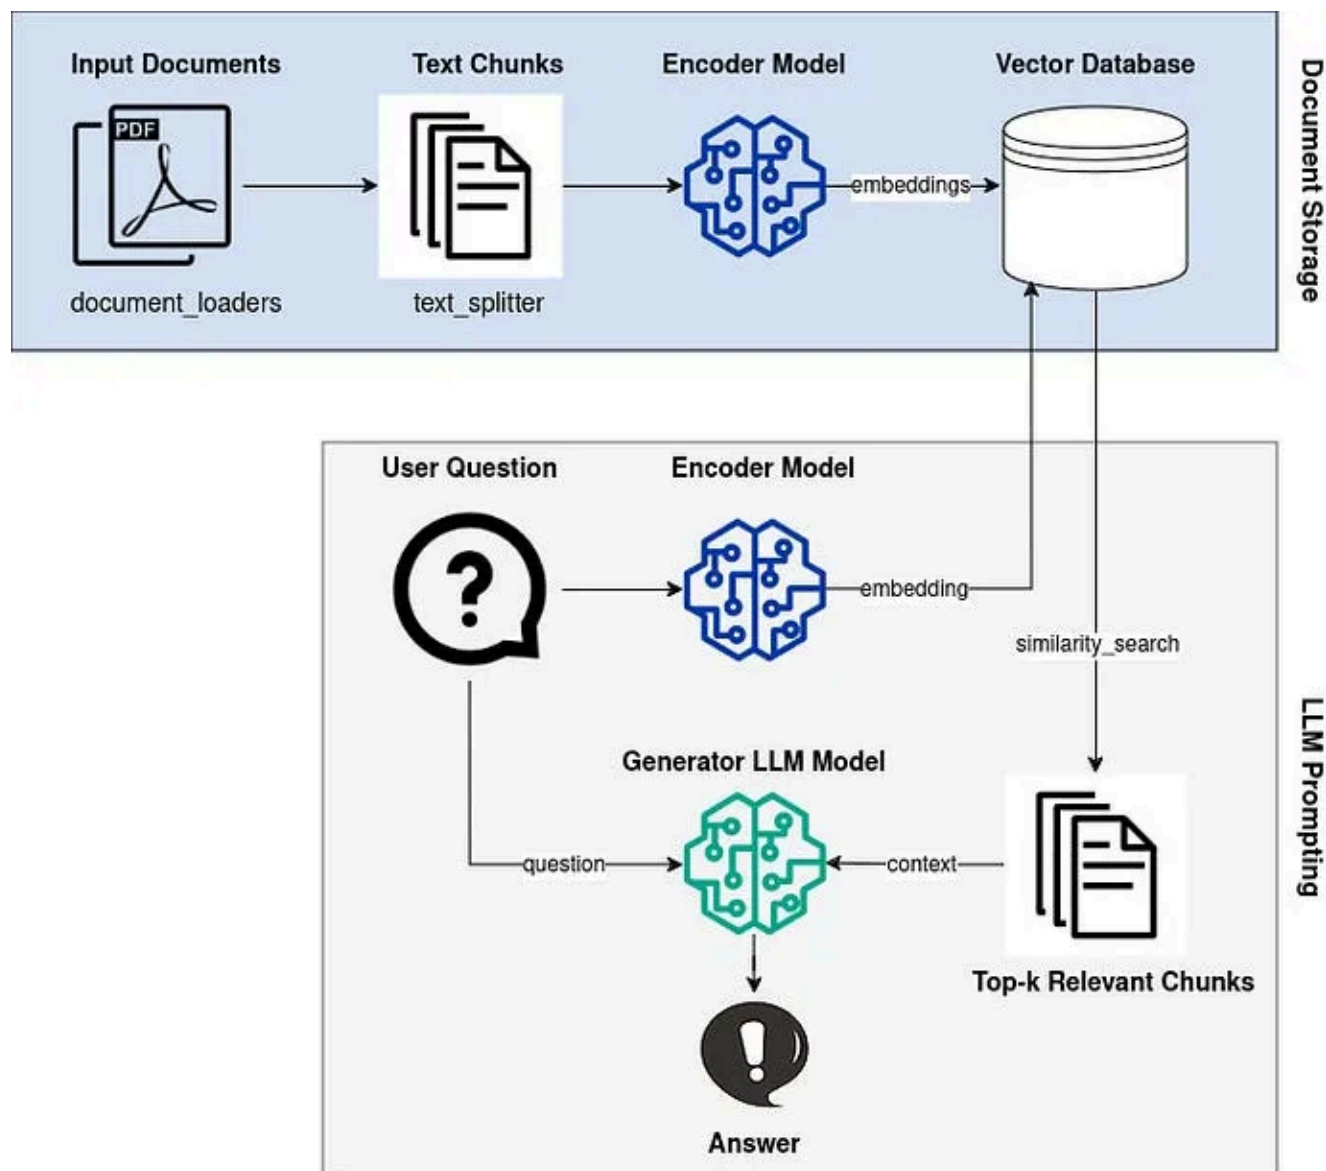 Input Documents
Text Chunks
Encoder Model
Vector Database
PDF
embeddings
document_loaders
text_splitter
Document Storage
User Question
Encoder Model
embedding
similarity_search
Generator LLM Model
question
context
Top-k Relevant Chunks
Answer
LLM Prompting